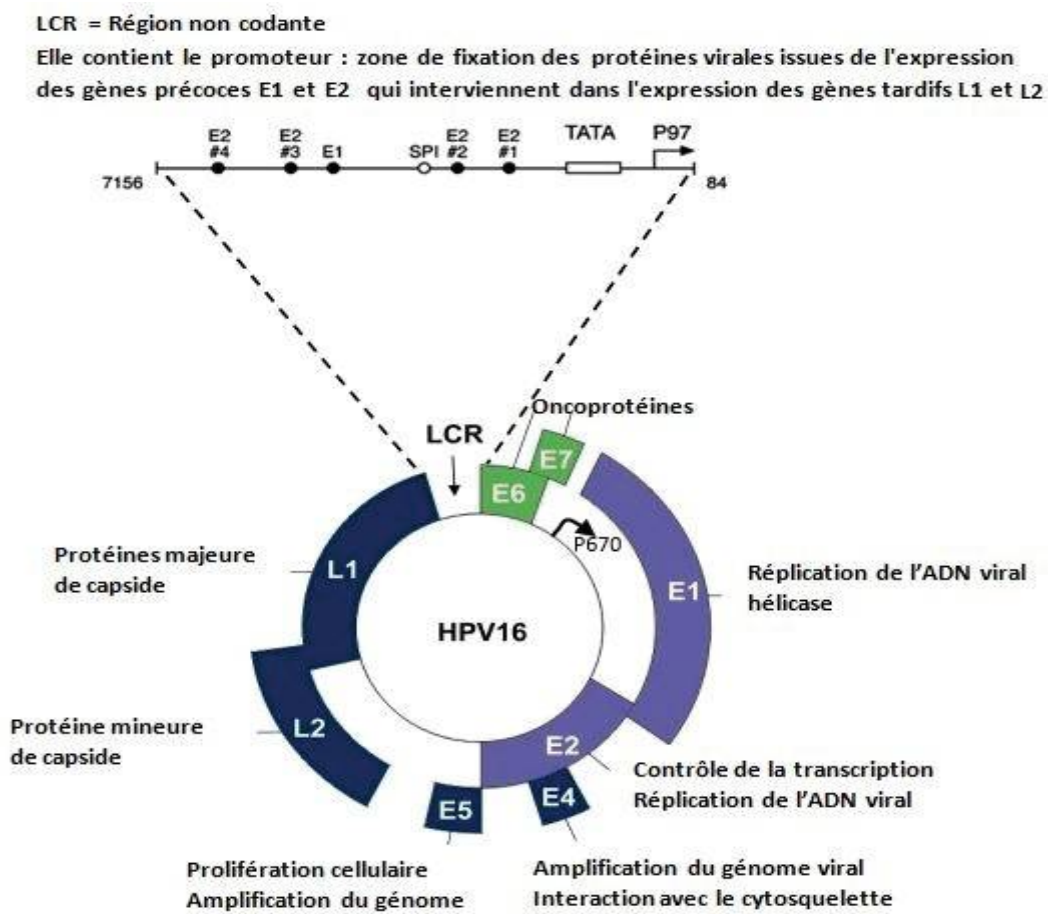 LCR = Région non codante
Elle contient le promoteur : zone de fixation des protéines virales issues de l'expression
des gènes précoces E1 et E2 qui interviennent dans l'expression des gènes tardifs L1 et L2
E2 #4
E2 #3
E1
SPI
E2 #2
E2 #1
TATA
P97
7156
84
Oncoprotéines
LCR
E7
E6
P670
Protéines majeure
de capside
L1
E1
Réplication de l'ADN viral
hélicase
HPV16
Protéine mineure
de capside
L2
E2
Contrôle de la transcription
Réplication de l'ADN viral
E5
E4
Prolifération cellulaire
Amplification du génome
Amplification du génome viral
Interaction avec le cytosquelette